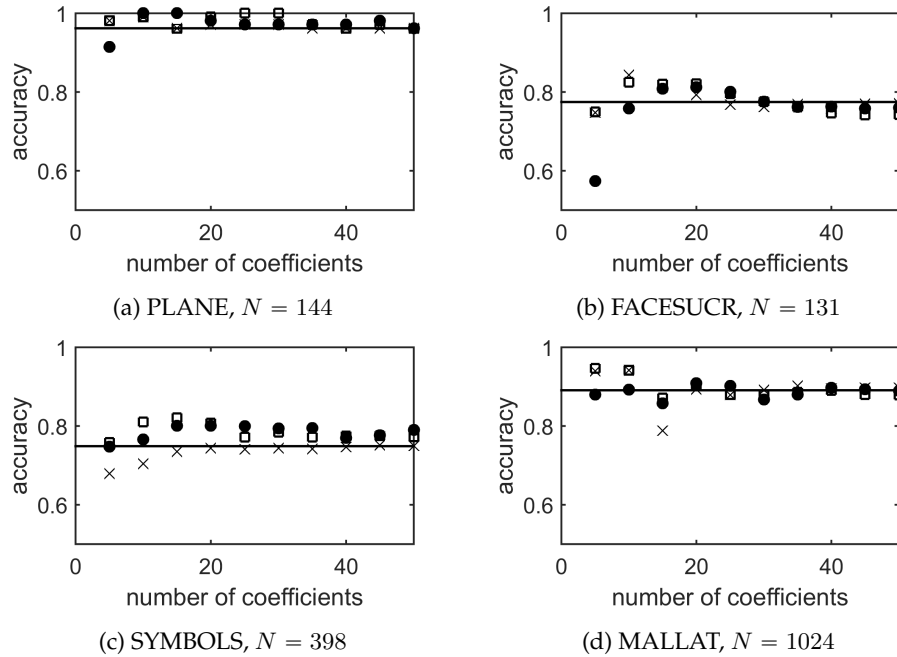 1
0.8
0.6
accuracy
0
20
40
number of coefficients
(a) PLANE, N = 144
1
0.8
0.6
accuracy
0
20
40
number of coefficients
(b) FACESUCR, N = 131
1
0.8
0.6
accuracy
0
20
40
number of coefficients
(c) SYMBOLS, N = 398
1
0.8
0.6
accuracy
0
20
40
number of coefficients
(d) MALLAT, N = 1024